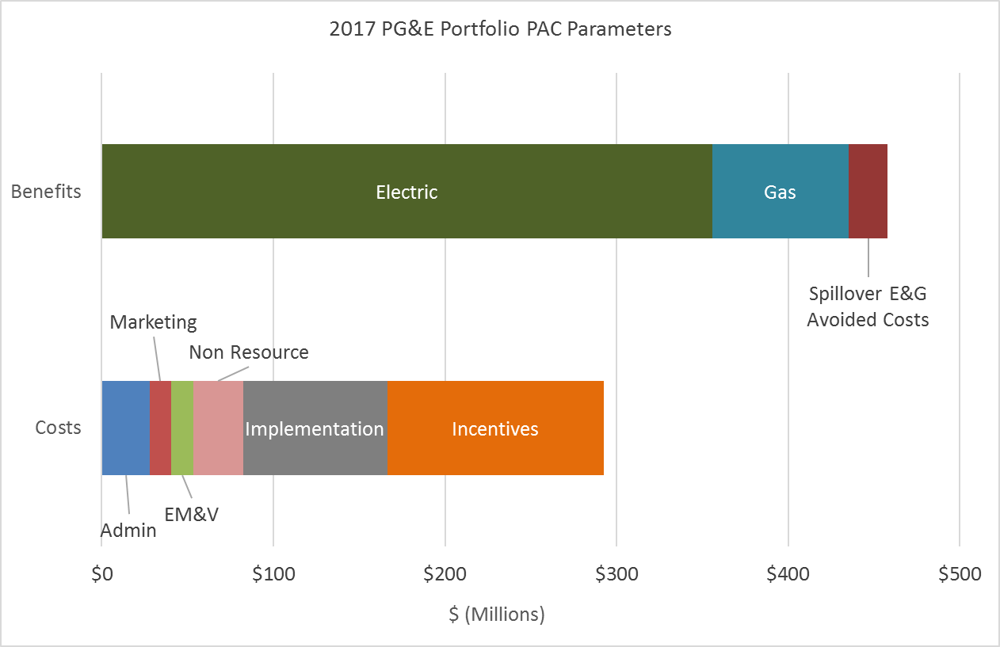 2017 PG&E Portfolio PAC Parameters
Benefits
Electric
Gas
Spillover E&G
Avoided Costs
Marketing
Non Resource
Costs
Implementation
Incentives
EM&V
Admin
$0 $100 $200 $300 $400 $500
$ (Millions)